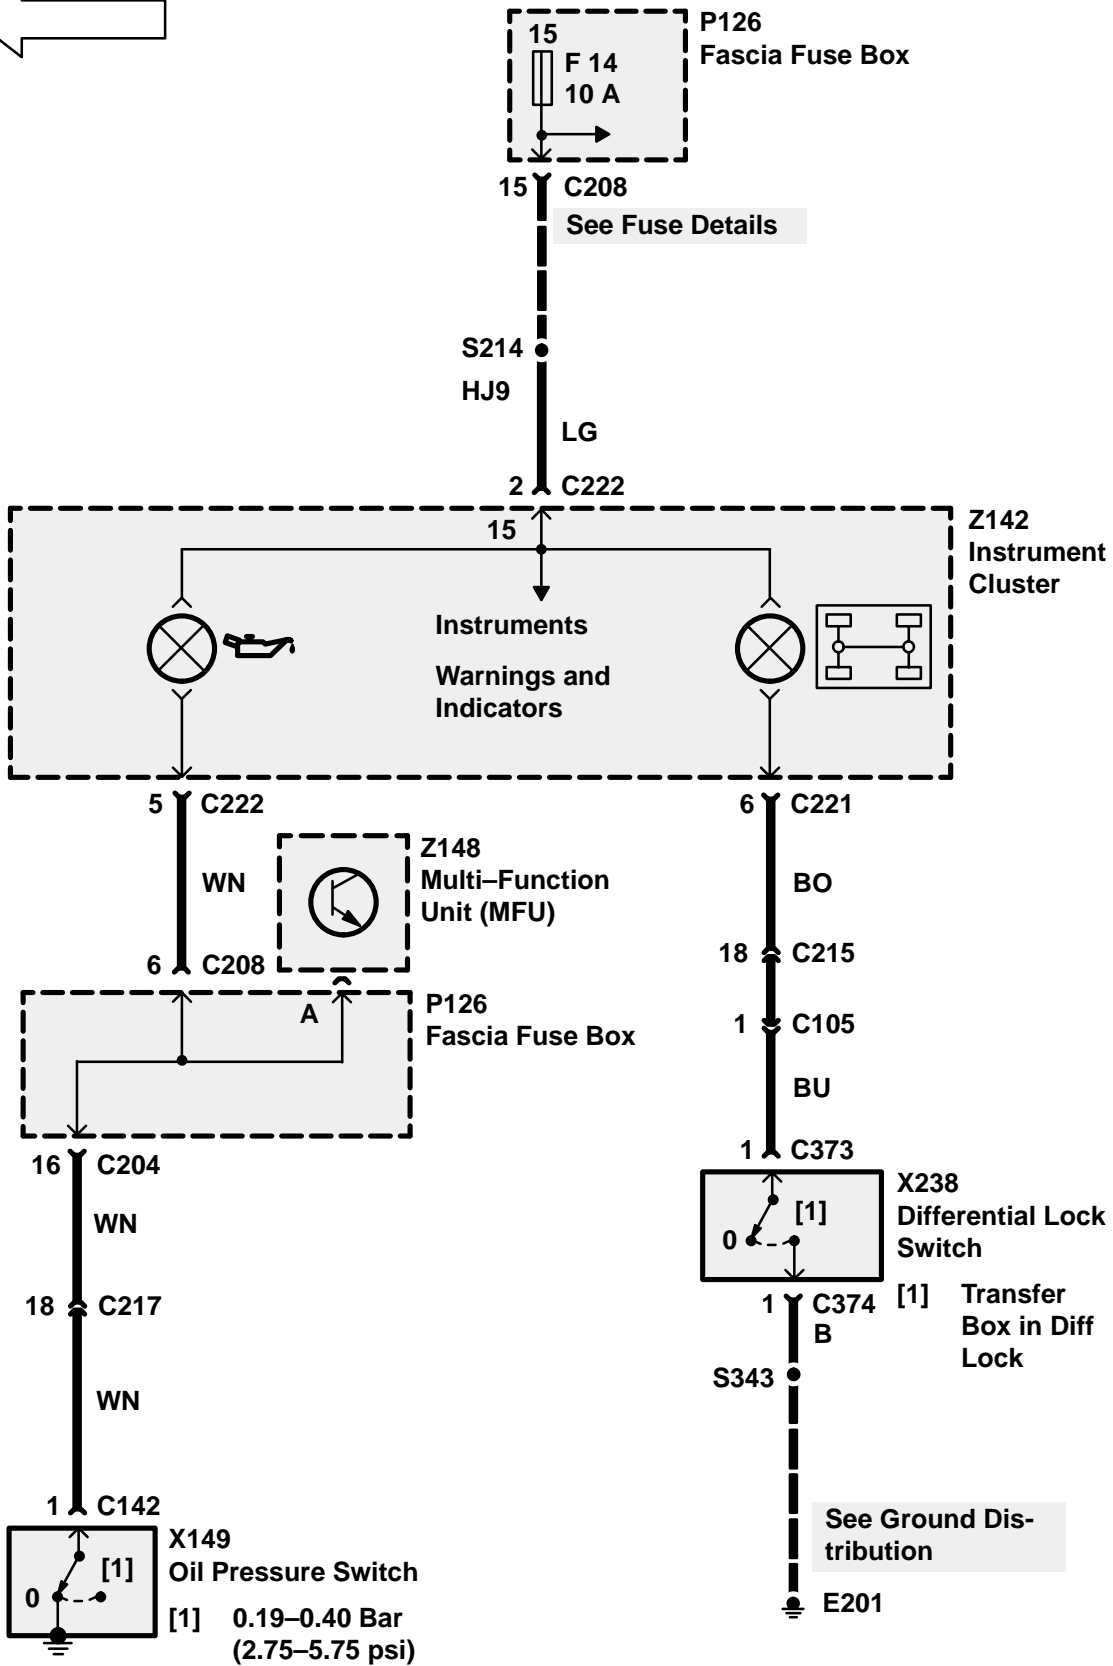 P126
Fascia Fuse Box
15
F 14
10 A
15 C208
See Fuse Details
S214
HJ9
LG
2 C222
Z142
Instrument
Cluster
15
Instruments
Warnings and
Indicators
5 C222
6 C221
Z148
Multi–Function
Unit (MFU)
WN
BO
6 C208
18 C215
P126
Fascia Fuse Box
A
1 C105
BU
1 C373
16 C204
X238
Differential Lock
Switch
[1]
0
WN
[1] Transfer
Box in Diff
Lock
18 C217
1 C374
B
S343
WN
1 C142
See Ground Dis-
tribution
X149
Oil Pressure Switch
[1]
0
[1] 0.19–0.40 Bar
(2.75–5.75 psi)
E201